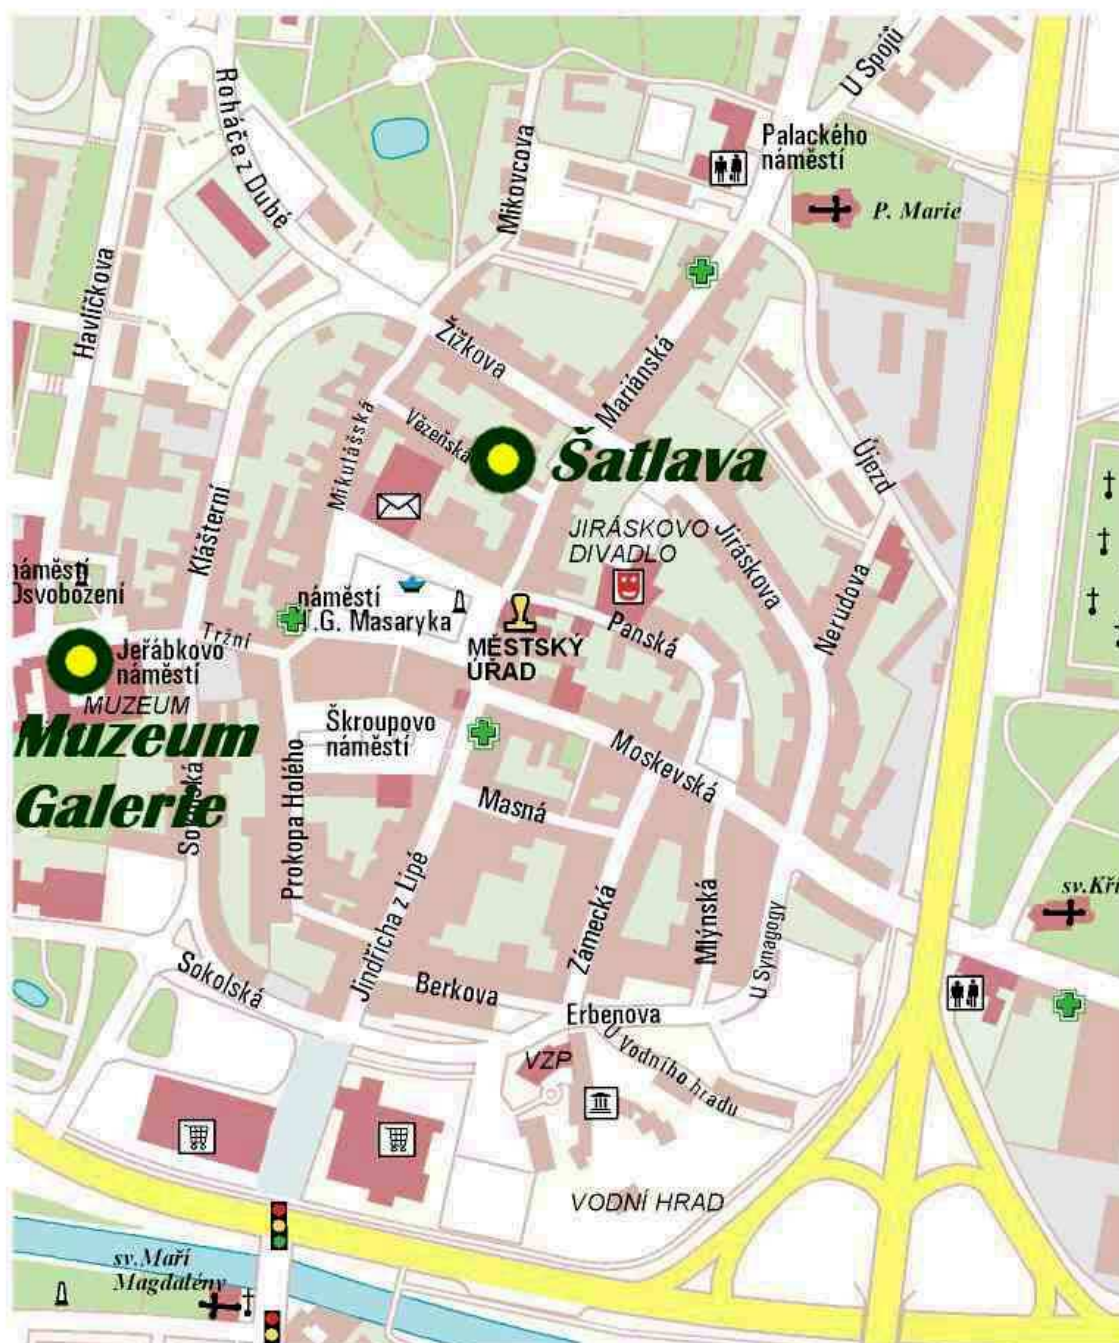 U Spojů
Roháče z Dubé
Palackého
náměstí
Mikovcova
P. Marie
Havlíčkova
Žižkova
Mariánská
Mikulášská
Vězeňská
Šatlava
Újezd
Klášterní
JIRÁSKOVO
DIVADLO
Jiráskova
náměstí
Osvobození
náměstí
T.G. Masaryka
Nerudova
Tržní
Panská
MĚSTSKÝ
ÚŘAD
Jeřábkovo
náměstí
MUZEUM
Muzeum
Galerie
Škroupovo
náměstí
Moskevská
Prokopa Holého
Masná
Jindřicha z Lipé
sv.Kří
Zámecká
Mlýnská
U Synagogy
Sokolská
Berkova
Erbenova
U Vodního hradu
VZP
VODNÍ HRAD
sv.Maří
Magdalény